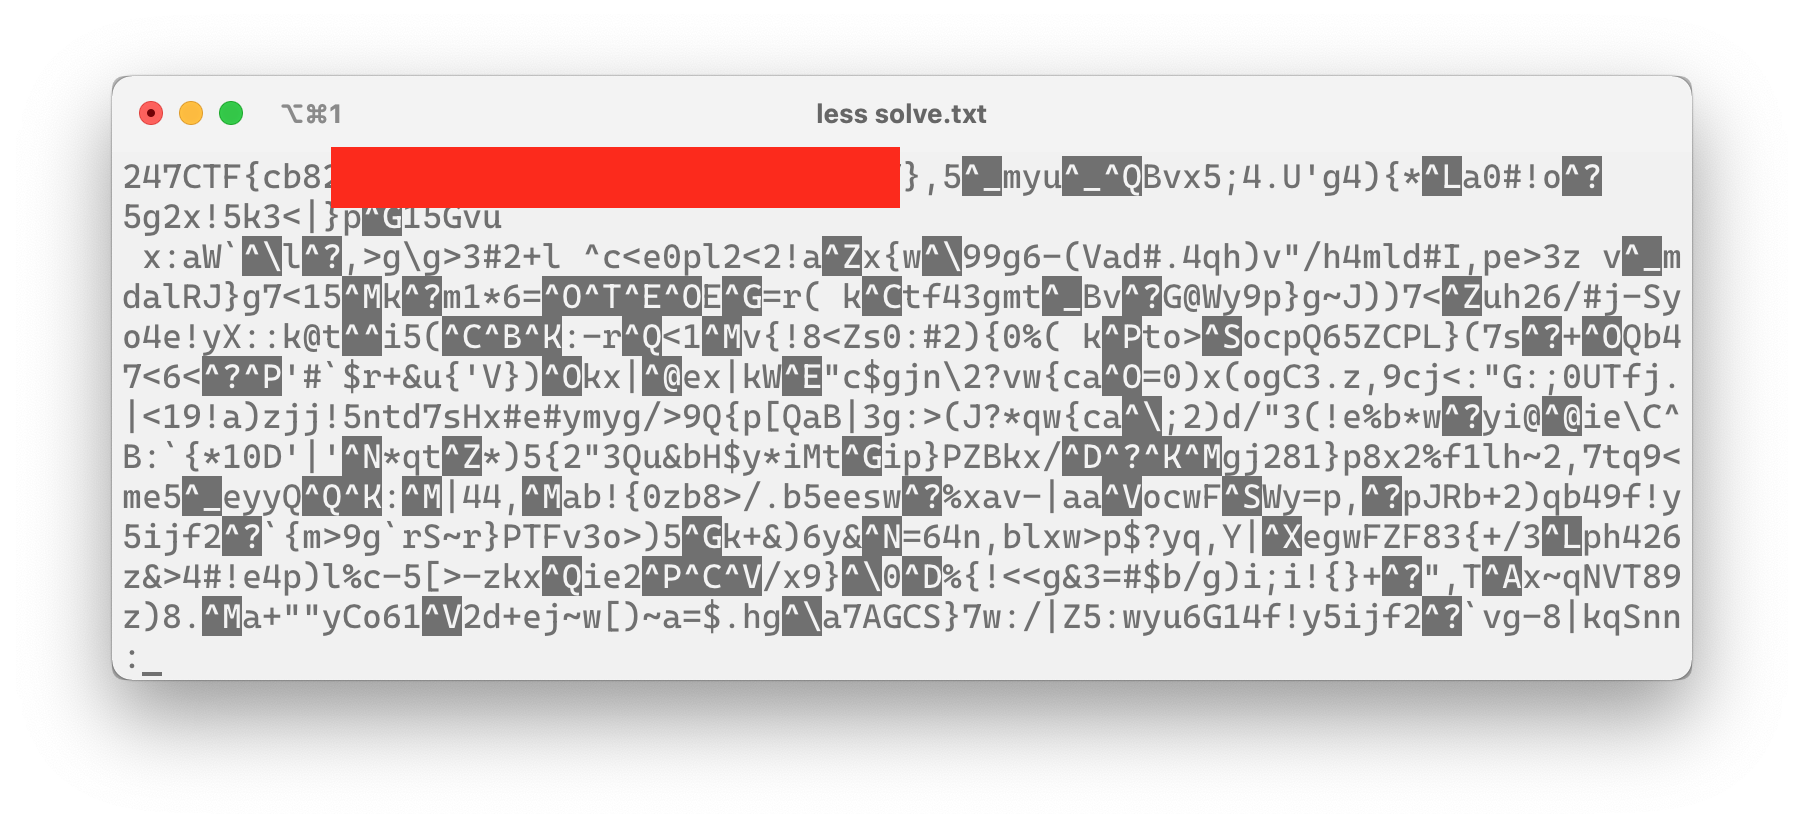 ⌥⌘1
less solve.txt
247CTF{cb82 },5^_myu^_^QBvx5;4.U'g4){*^La0#!o^?
5g2x!5k3<|}p^G15Gvu
x:aW`^\l^?,>g\g>3#2+l ^c<e0pl2<2!a^Zx{w^\99g6-(Vad#.4qh)v"/h4mld#I,pe>3z v^_m
dalRJ}g7<15^Mk^?m1*6=^O^T^E^OE^G=r( k^Ctf43gmt^_Bv^?G@Wy9p}g~J))7<^Zuh26/#j-Sy
o4e!yX::k@t^^i5(^C^B^K:-r^Q<1^Mv{!8<Zs0:#2){0%( k^Pto>^SocpQ65ZCPL}(7s^?+^OQb4
7<6<^?^P'#`$r+&u{'V})^Okx|^@ex|kW^E"c$gjn\2?vw{ca^O=0)x(ogC3.z,9cj<:"G:;0UTfj.
|<19!a)zjj!5ntd7sHx#e#ymyg/>9Q{p[QaB|3g:>(J?*qw{ca^\;2)d/"3(!e%b*w^?yi@^@ie\C^
B:`{*10D'|'^N*qt^Z*)5{2"3Qu&bH$y*iMt^Gip}PZBkx/^D^?^K^Mgj281}p8x2%f1lh~2,7tq9<
me5^_eyyQ^Q^K:^M|44,^Mab!{0zb8>/.b5eesw^?%xav-|aa^VocwF^SWy=p,^?pJRb+2)qb49f!y
5ijf2^?`{m>9g`rS~r}PTFv3o>)5^Gk+&)6y&^N=64n,blxw>p$?yq,Y|^XegwFZF83{+/3^Lph426
z&>4#!e4p)l%c-5[>-zkx^Qie2^P^C^V/x9}^\0^D%{!<<g&3=#$b/g)i;i!{}+^?",T^Ax~qNVT89
z)8.^Ma+""yCo61^V2d+ej~w[)~a=$.hg^\a7AGCS}7w:/|Z5:wyu6G14f!y5ijf2^?`vg-8|kqSnn
: